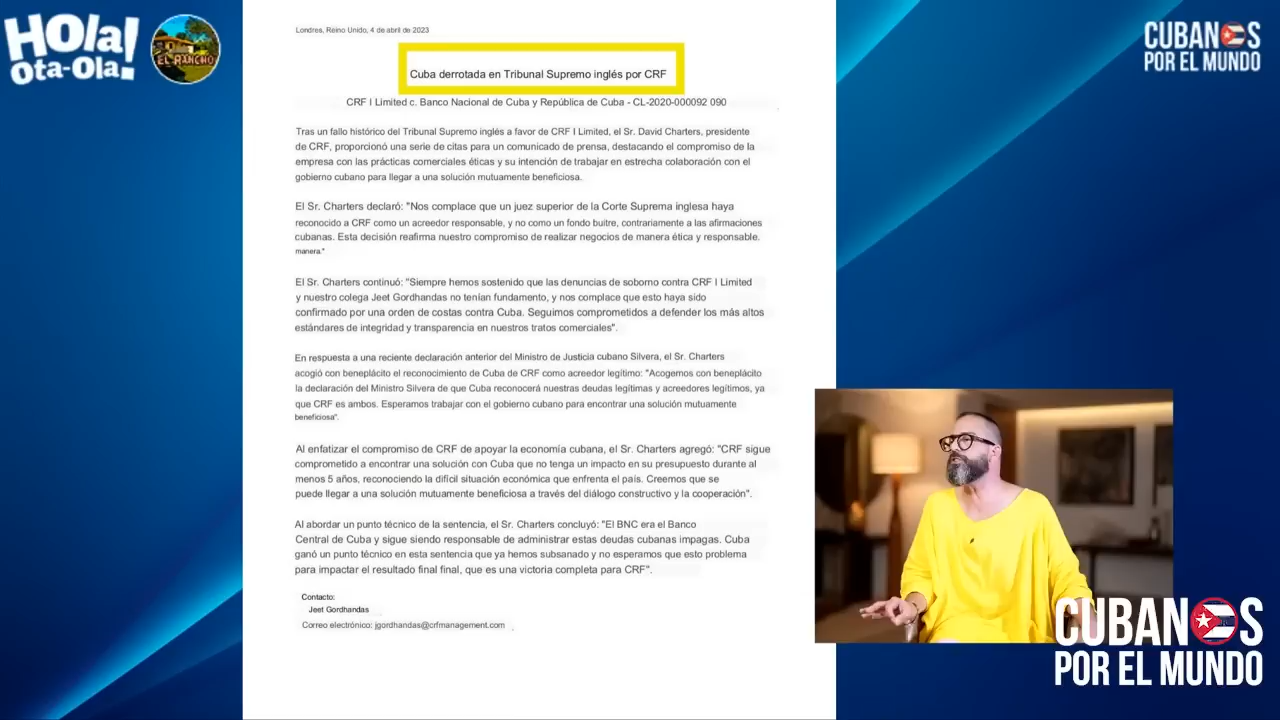 Hola!
Ota-Ola!
EL RANCHO
CUBANOS
POR EL MUNDO
Londres, Reino Unido, 4 de abril de 2023
Cuba derrotada en Tribunal Supremo inglés por CRF
CRF I Limited c. Banco Nacional de Cuba y República de Cuba - CL-2020-000092 090
Tras un fallo histórico del Tribunal Supremo inglés a favor de CRF I Limited, el Sr. David Charters, presidente
de CRF, proporcionó una serie de citas para un comunicado de prensa, destacando el compromiso de la
empresa con las prácticas comerciales éticas y su intención de trabajar en estrecha colaboración con el
gobierno cubano para llegar a una solución mutuamente beneficiosa.
El Sr. Charters declaró: "Nos complace que un juez superior de la Corte Suprema inglesa haya
reconocido a CRF como un acreedor responsable, y no como un fondo buitre, contrariamente a las afirmaciones
cubanas. Esta decisión reafirma nuestro compromiso de realizar negocios de manera ética y responsable.
manera."
El Sr. Charters continuó: "Siempre hemos sostenido que las denuncias de soborno contra CRF I Limited
y nuestro colega Jeet Gordhandas no tenían fundamento, y nos complace que esto haya sido
confirmado por una orden de costas contra Cuba. Seguimos comprometidos a defender los más altos
estándares de integridad y transparencia en nuestros tratos comerciales".
En respuesta a una reciente declaración anterior del Ministro de Justicia cubano Silvera, el Sr. Charters
acogió con beneplácito el reconocimiento de Cuba de CRF como acreedor legítimo: "Acogemos con beneplácito
la declaración del Ministro Silvera de que Cuba reconocerá nuestras deudas legítimas y acreedores legítimos, ya
que CRF es ambos. Esperamos trabajar con el gobierno cubano para encontrar una solución mutuamente
beneficiosa".
Al enfatizar el compromiso de CRF de apoyar la economía cubana, el Sr. Charters agregó: "CRF sigue
comprometido a encontrar una solución con Cuba que no tenga un impacto en su presupuesto durante al
menos 5 años, reconociendo la difícil situación económica que enfrenta el país. Creemos que se
puede llegar a una solución mutuamente beneficiosa a través del diálogo constructivo y la cooperación".
Al abordar un punto técnico de la sentencia, el Sr. Charters concluyó: "El BNC era el Banco
Central de Cuba y sigue siendo responsable de administrar estas deudas cubanas impagas. Cuba
ganó un punto técnico en esta sentencia que ya hemos subsanado y no esperamos que esto problema
para impactar el resultado final final, que es una victoria completa para CRF".
Contacto:
Jeet Gordhandas
Correo electrónico: jgordhandas@crfmanagement.com
CUBANOS
POR EL MUNDO